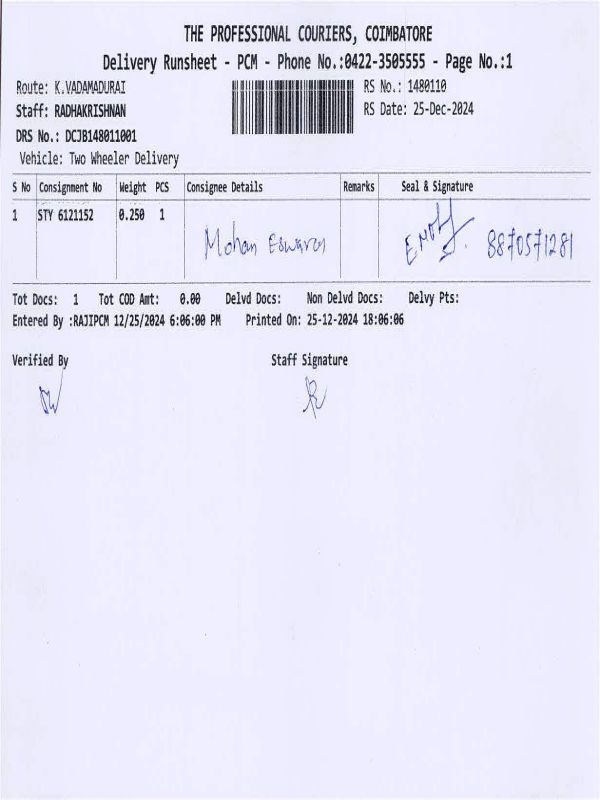 THE PROFESSIONAL COURIERS, COIMBATORE
Delivery Runsheet - PCM - Phone No.:0422-3505555 - Page No.:1
Route: K.VADAMADURAI
RS No.: 1480110
Staff: RADHAKRISHNAN
RS Date: 25-Dec-2024
DRS No.: DCJB148011001
Vehicle: Two Wheeler Delivery
S No Consignment No Weight PCS Consignee Details Remarks Seal & Signature
1 STY 6121152 0.250 1
Mohan Eswaran 8870571281
Tot Docs: 1 Tot COD Amt: 0.00 Delvd Docs: Non Delvd Docs: Delvy Pts:
Entered By :RAJIPCM 12/25/2024 6:06:00 PM Printed On: 25-12-2024 18:06:06
Verified By Staff Signature